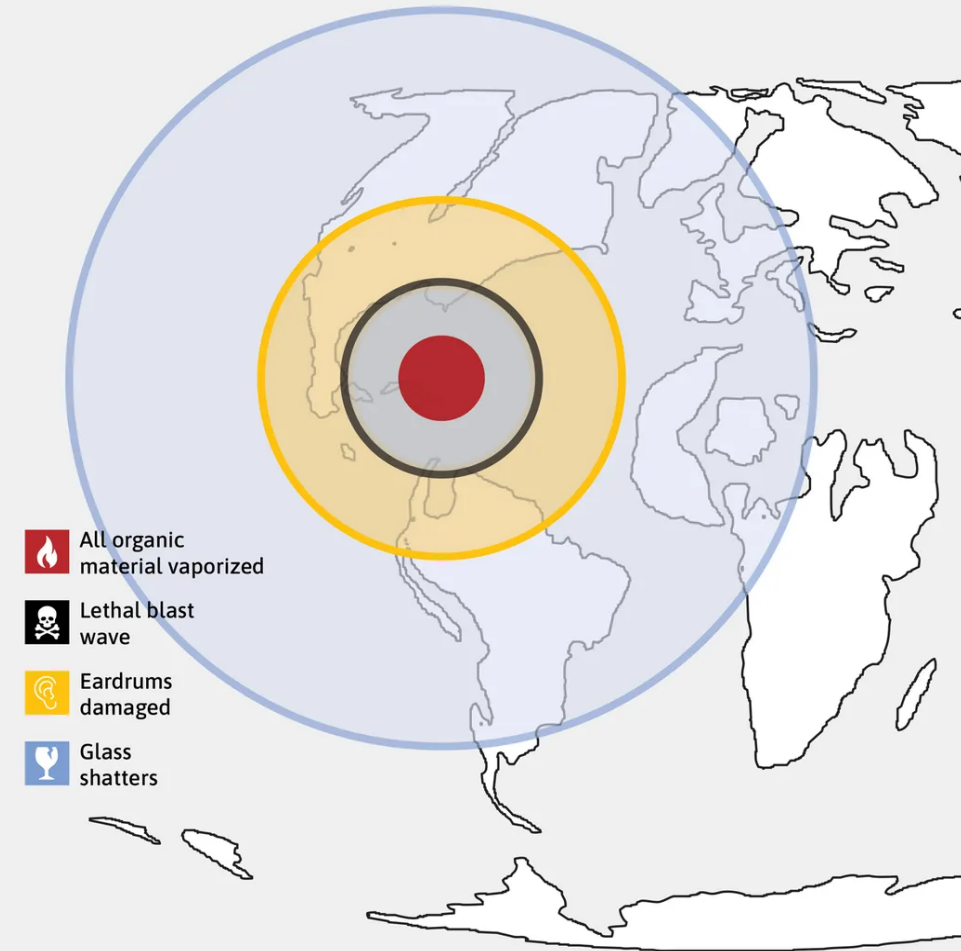 All organic
material vaporized
Lethal blast
wave
Eardrums
damaged
Glass
shatters